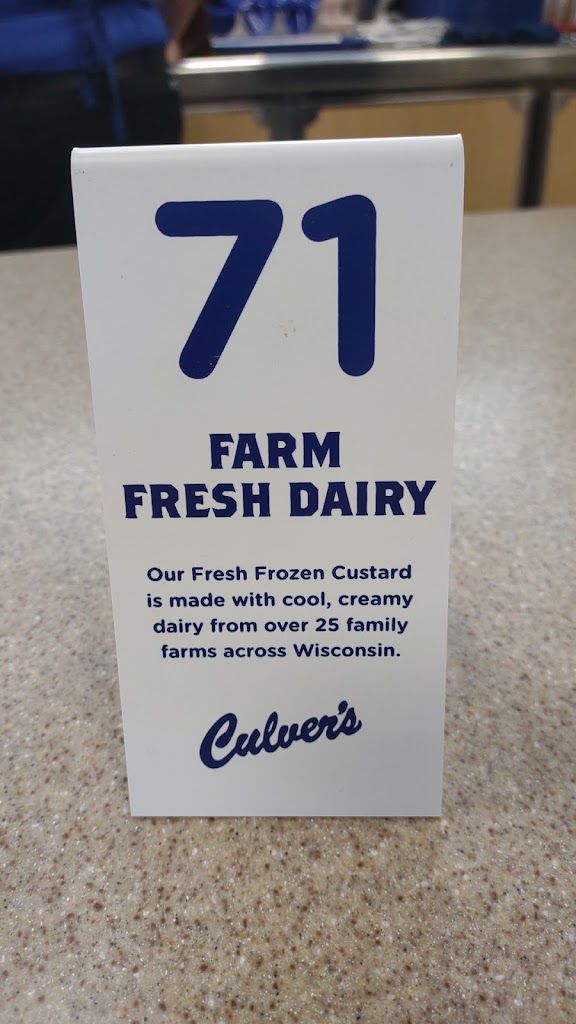 71
FARM
FRESH DAIRY
Our Fresh Frozen Custard
is made with cool, creamy
dairy from over 25 family
farms across Wisconsin.
Culver's